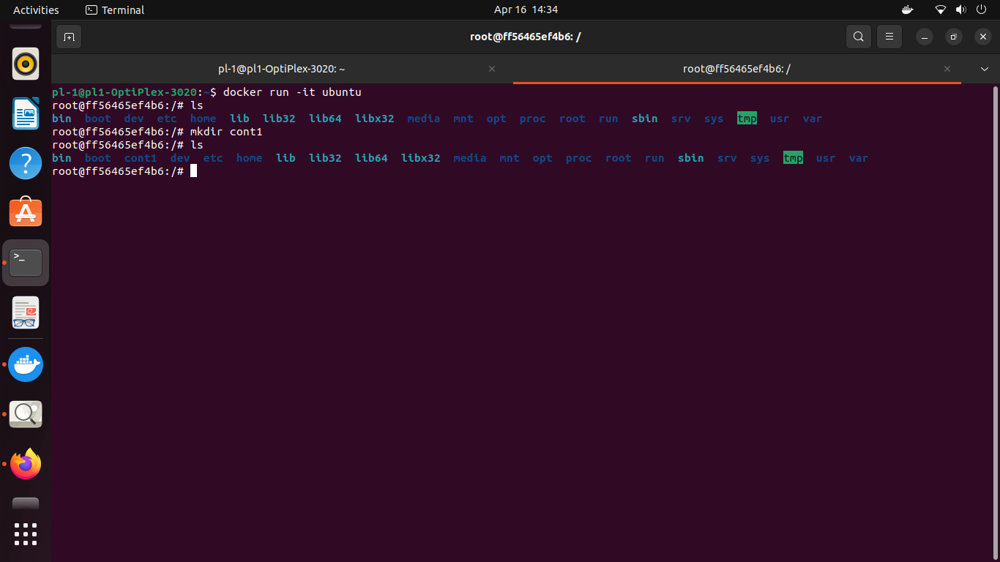 Activities Terminal Apr 16 14:34
root@ff56465ef4b6: /
pl-1@pl1-OptiPlex-3020: ~ root@ff56465ef4b6: /
pl-1@pl1-OptiPlex-3020:~$ docker run -it ubuntu
root@ff56465ef4b6:/# ls
bin boot dev etc home lib lib32 lib64 libx32 media mnt opt proc root run sbin srv sys tmp usr var
root@ff56465ef4b6:/# mkdir cont1
root@ff56465ef4b6:/# ls
bin boot cont1 dev etc home lib lib32 lib64 libx32 media mnt opt proc root run sbin srv sys tmp usr var
root@ff56465ef4b6:/#